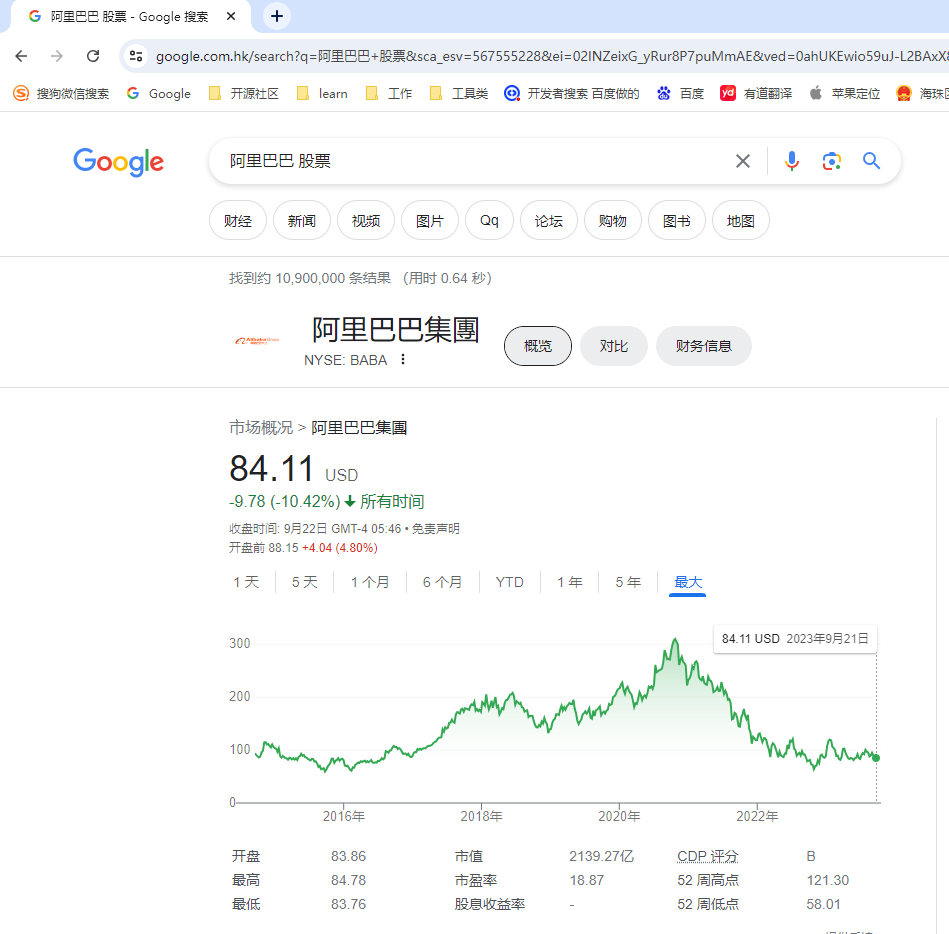 阿里巴巴 股票 - Google 搜索
google.com.hk/search?q=阿里巴巴+股票&sca_esv=567555228&ei=02INZeixG_yRur8P7puMmAE&ved=0ahUKEwio59uJ-L2BAxX
搜狗微信搜索 Google 开源社区 learn 工作 工具类 开发者搜索 百度做的 百度 有道翻译 苹果定位 海珠区
Google 阿里巴巴 股票
财经 新闻 视频 图片 Qq 论坛 购物 图书 地图
找到约 10,900,000 条结果 (用时 0.64 秒)
阿里巴巴集團
NYSE: BABA
概览 对比 财务信息
市场概况 > 阿里巴巴集團
84.11 USD
-9.78 (-10.42%) 所有时间
收盘时间: 9月22日 GMT-4 05:46 • 免责声明
开盘前 88.15 +4.04 (4.80%)
1 天 5 天 1 个月 6 个月 YTD 1 年 5 年 最大
84.11 USD 2023年9月21日
300
200
100
0
2016年 2018年 2020年 2022年
开盘 83.86 市值 2139.27亿 CDP 评分 B
最高 84.78 市盈率 18.87 52 周高点 121.30
最低 83.76 股息收益率 - 52 周低点 58.01